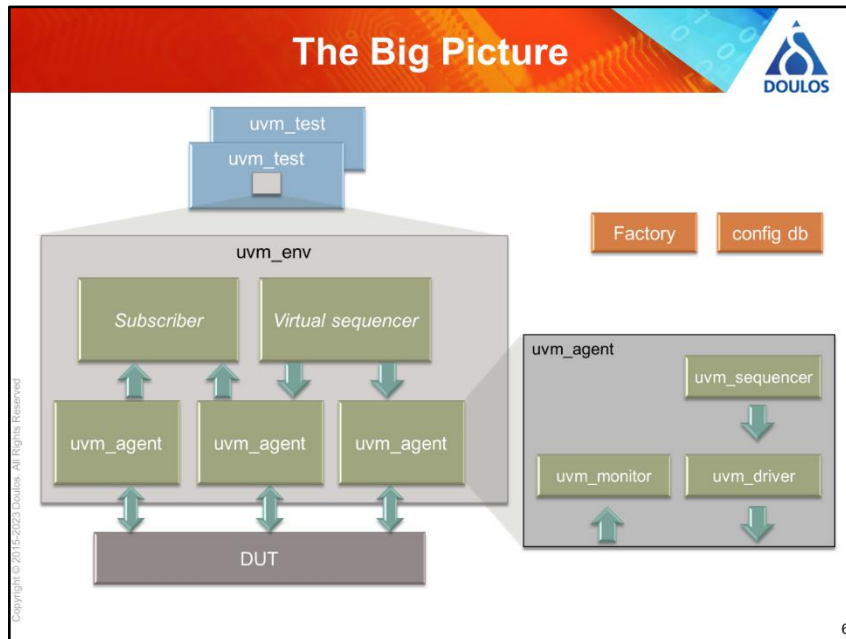 The Big Picture
DOULOS
uvm_test
uvm_test
uvm_env
Factory
config db
Subscriber
Virtual sequencer
uvm_agent
uvm_sequencer
uvm_agent
uvm_agent
uvm_agent
uvm_monitor
uvm_driver
DUT
Copyright © 2015-2023 Doulos. All Rights Reserved
6